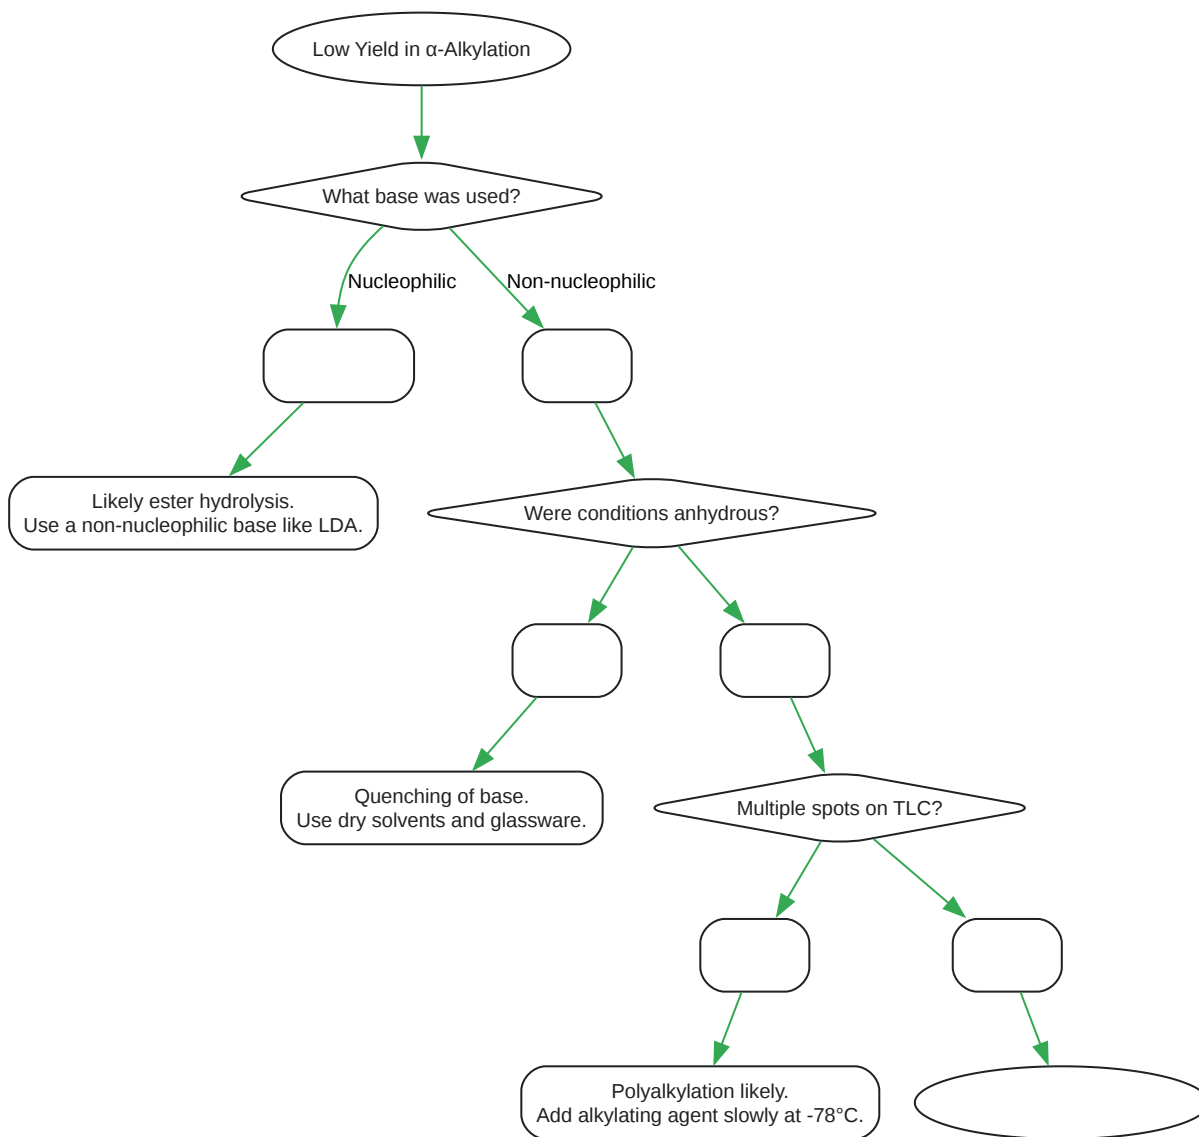 Low Yield in α-Alkylation
What base was used?
Nucleophilic
Non-nucleophilic
Likely ester hydrolysis.
Use a non-nucleophilic base like LDA.
Were conditions anhydrous?
Quenching of base.
Use dry solvents and glassware.
Multiple spots on TLC?
Polyalkylation likely.
Add alkylating agent slowly at -78°C.